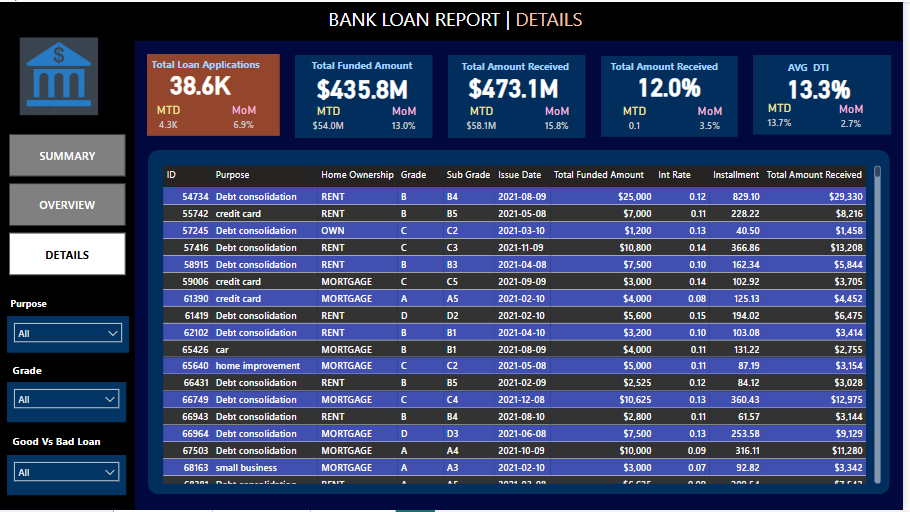 BANK LOAN REPORT | DETAILS
$
Total Loan Applications
38.6K
MTD MoM
4.3K 6.9%
Total Funded Amount
$435.8M
MTD MoM
$54.0M 13.0%
Total Amount Received
$473.1M
MTD MoM
$58.1M 15.8%
Total Amount Received
12.0%
MTD MoM
0.1 3.5%
AVG DTI
13.3%
MTD MoM
13.7% 2.7%
SUMMARY
OVERVIEW
DETAILS
Purpose
All
Grade
All
Good Vs Bad Loan
All
ID Purpose Home Ownership Grade Sub Grade Issue Date Total Funded Amount Int Rate Installment Total Amount Received
54734 Debt consolidation RENT B B4 2021-08-09 $25,000 0.12 829.10 $29,330
55742 credit card RENT B B5 2021-05-08 $7,000 0.11 228.22 $8,216
57245 Debt consolidation OWN C C2 2021-03-10 $1,200 0.13 40.50 $1,458
57416 Debt consolidation RENT C C3 2021-11-09 $10,800 0.14 366.86 $13,208
58915 Debt consolidation RENT B B3 2021-04-08 $7,500 0.10 162.34 $5,844
59006 credit card MORTGAGE C C5 2021-09-09 $3,000 0.14 102.92 $3,705
61390 credit card MORTGAGE A A5 2021-02-10 $4,000 0.08 125.13 $4,452
61419 Debt consolidation RENT D D2 2021-02-10 $5,600 0.15 194.02 $6,475
62102 Debt consolidation RENT B B1 2021-04-10 $3,200 0.10 103.08 $3,414
65426 car MORTGAGE B B1 2021-08-09 $4,000 0.11 131.22 $2,755
65640 home improvement MORTGAGE C C2 2021-05-08 $5,000 0.11 87.19 $3,154
66431 Debt consolidation RENT B B5 2021-02-09 $2,525 0.12 84.12 $3,028
66749 Debt consolidation MORTGAGE C C4 2021-12-08 $10,625 0.13 360.43 $12,975
66943 Debt consolidation RENT B B4 2021-08-10 $2,800 0.11 61.57 $3,144
66964 Debt consolidation MORTGAGE D D3 2021-06-08 $7,500 0.13 253.58 $9,129
67503 Debt consolidation MORTGAGE A A4 2021-10-09 $10,000 0.09 316.11 $11,280
68163 small business MORTGAGE A A3 2021-02-10 $3,000 0.07 92.82 $3,342